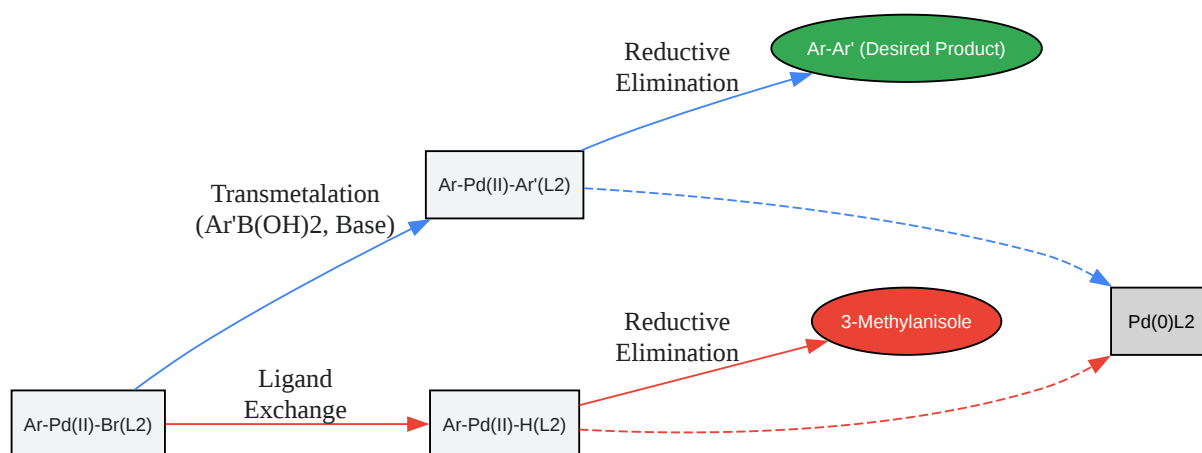 Reductive
Elimination
Ar-Ar' (Desired Product)
Transmetalation
(Ar'B(OH)2, Base)
Ar-Pd(II)-Ar'(L2)
Reductive
Elimination
3-Methylanisole
Pd(0)L2
Ar-Pd(II)-Br(L2)
Ligand
Exchange
Ar-Pd(II)-H(L2)